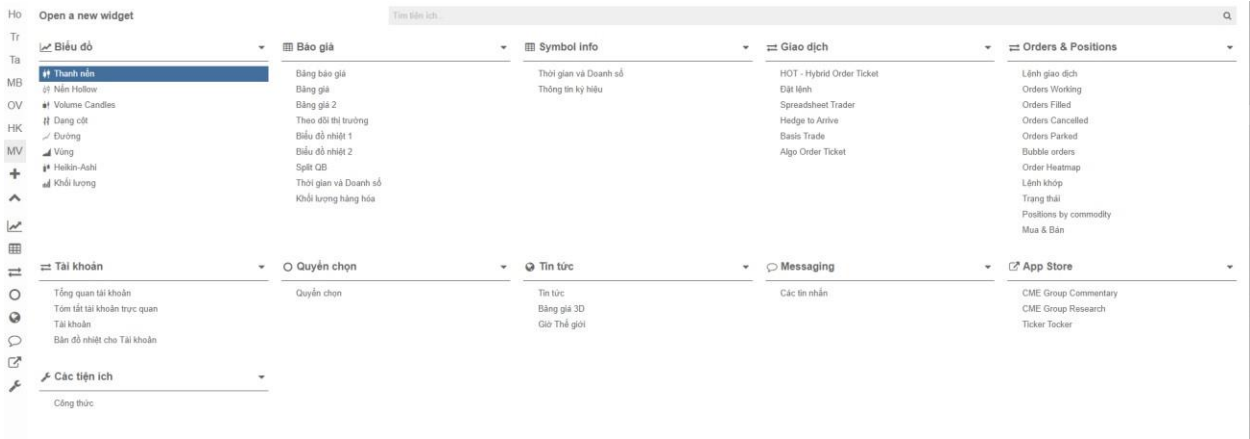 Ho
Tr
Ta
MB
OV
HK
MV
Open a new widget
Tìm tiện ích...
Biểu đồ
Thanh nến
Nến Hollow
Volume Candles
Dạng cột
Đường
Vùng
Heikin-Ashi
Khối lượng
Báo giá
Bảng báo giá
Bảng giá
Bảng giá 2
Theo dõi thị trường
Biểu đồ nhiệt 1
Biểu đồ nhiệt 2
Split QB
Thời gian và Doanh số
Khối lượng hàng hóa
Symbol info
Thời gian và Doanh số
Thông tin ký hiệu
Giao dịch
HOT - Hybrid Order Ticket
Đặt lệnh
Spreadsheet Trader
Hedge to Arrive
Basis Trade
Algo Order Ticket
Orders & Positions
Lệnh giao dịch
Orders Working
Orders Filled
Orders Cancelled
Orders Parked
Bubble orders
Order Heatmap
Lệnh khớp
Trạng thái
Positions by commodity
Mua & Bán
Tài khoản
Tổng quan tài khoản
Tóm tắt tài khoản trực quan
Tài khoản
Bản đồ nhiệt cho Tài khoản
Quyền chọn
Quyền chọn
Tin tức
Tin tức
Bảng giá 3D
Giờ Thế giới
Messaging
Các tin nhắn
App Store
CME Group Commentary
CME Group Research
Ticker Tocker
Các tiện ích
Công thức